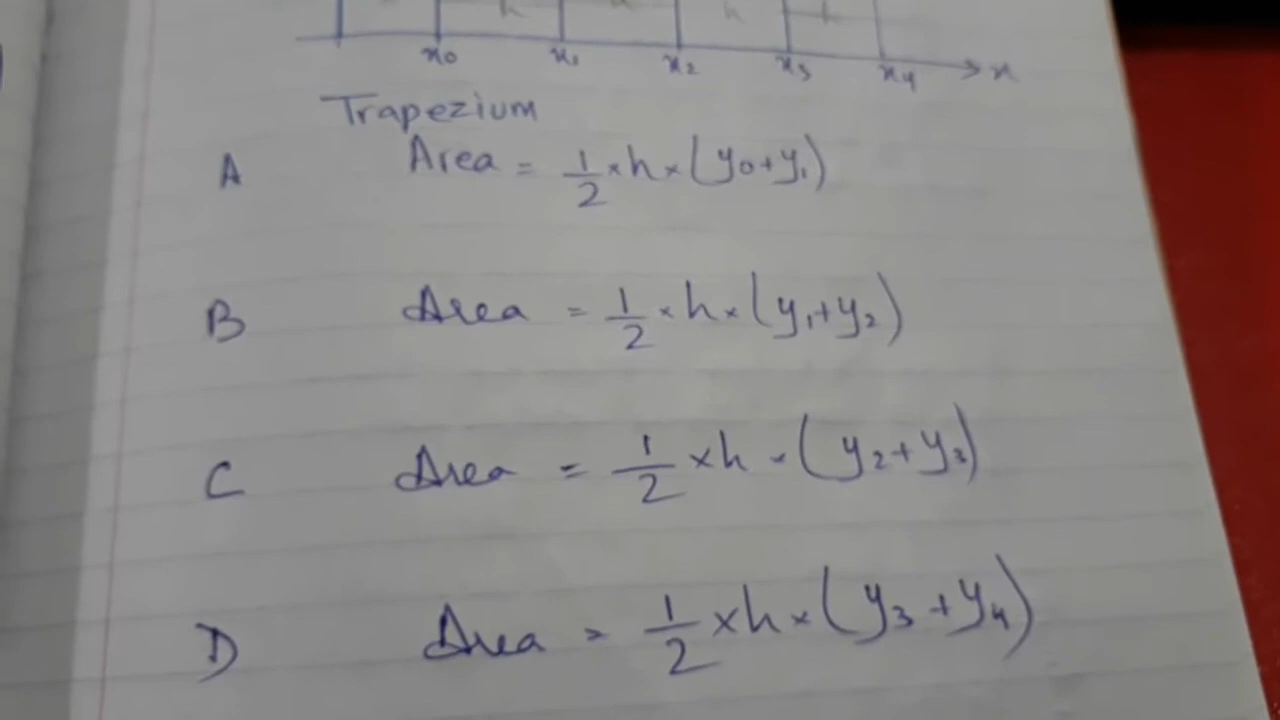 h h h h
x₀ x₁ x₂ x₃ x₄ x
Trapezium
A Area = 1/2 × h × (y₀+y₁)
B Area = 1/2 × h × (y₁+y₂)
C Area = 1/2 × h × (y₂+y₃)
D Area = 1/2 × h × (y₃+y₄)